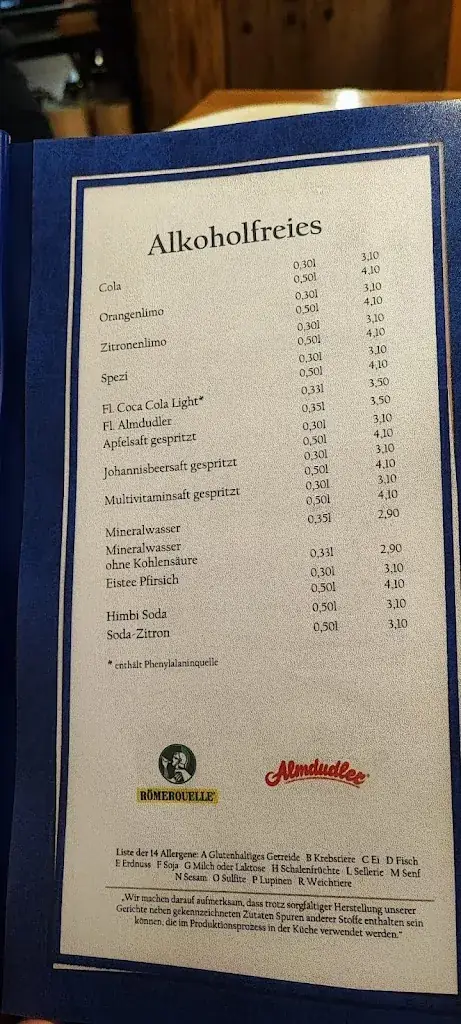 Alkoholfreies
Cola 0,30l 3,10
0,50l 4,10
Orangenlimo 0,30l 3,10
0,50l 4,10
Zitronenlimo 0,30l 3,10
0,50l 4,10
Spezi 0,30l 3,10
0,50l 4,10
Fl. Coca Cola Light* 0,33l 3,50
Fl. Almdudler 0,35l 3,50
Apfelsaft gespritzt 0,30l 3,10
0,50l 4,10
Johannisbeersaft gespritzt 0,30l 3,10
0,50l 4,10
Multivitaminsaft gespritzt 0,30l 3,10
0,50l 4,10
Mineralwasser 0,35l 2,90
Mineralwasser
ohne Kohlensäure 0,33l 2,90
Eistee Pfirsich 0,30l 3,10
0,50l 4,10
Himbi Soda 0,50l 3,10
Soda-Zitron 0,50l 3,10
* enthält Phenylalaninquelle
RÖMERQUELLE®
Almdudler®
Liste der 14 Allergene: A Glutenhaltiges Getreide B Krebstiere C Ei D Fisch
E Erdnuss F Soja G Milch oder Laktose H Schalenfrüchte L Sellerie M Senf
N Sesam O Sulfite P Lupinen R Weichtiere
„Wir machen darauf aufmerksam, dass trotz sorgfältiger Herstellung unserer
Gerichte neben gekennzeichneten Zutaten Spuren anderer Stoffe enthalten sein
können, die im Produktionsprozess in der Küche verwendet werden."